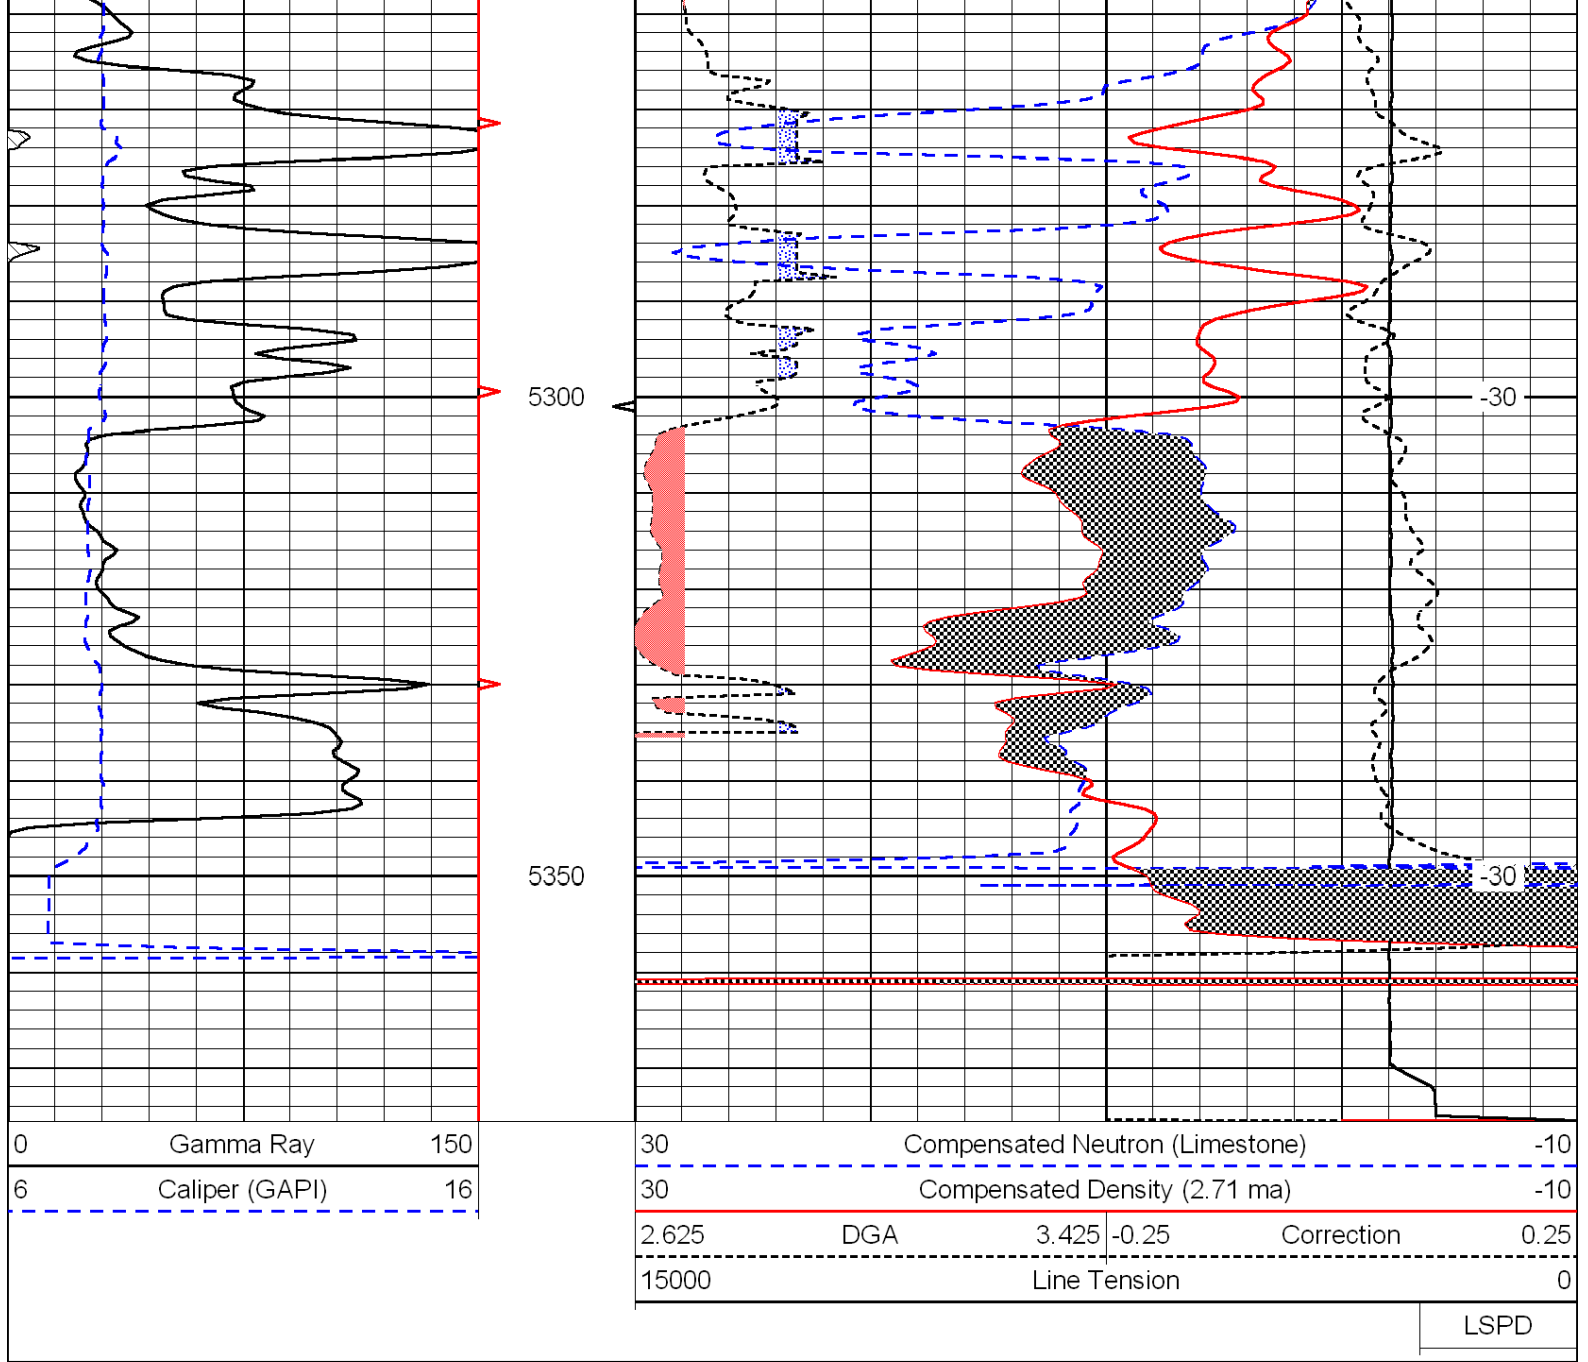 5300
-30
5350
-30
0 Gamma Ray 150
6 Caliper (GAPI) 16
30 Compensated Neutron (Limestone) -10
30 Compensated Density (2.71 ma) -10
2.625 DGA 3.425 -0.25 Correction 0.25
15000 Line Tension 0
LSPD